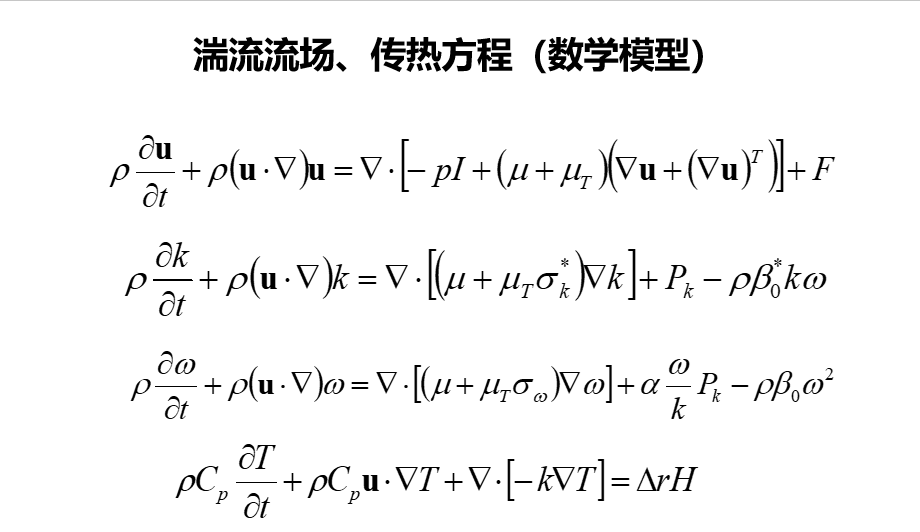 湍流流场、传热方程（数学模型）
ρ ∂u/∂t + ρ(u · ∇)u = ∇ · [− pI + (μ + μ_T)(∇u + (∇u)^T)] + F
ρ ∂k/∂t + ρ(u · ∇)k = ∇ · [(μ + μ_T σ_k^*)∇k] + P_k − ρβ_0^* kω
ρ ∂ω/∂t + ρ(u · ∇)ω = ∇ · [(μ + μ_T σ_ω)∇ω] + α ω/k P_k − ρβ_0 ω^2
ρC_p ∂T/∂t + ρC_p u · ∇T + ∇ · [− k∇T] = ΔrH